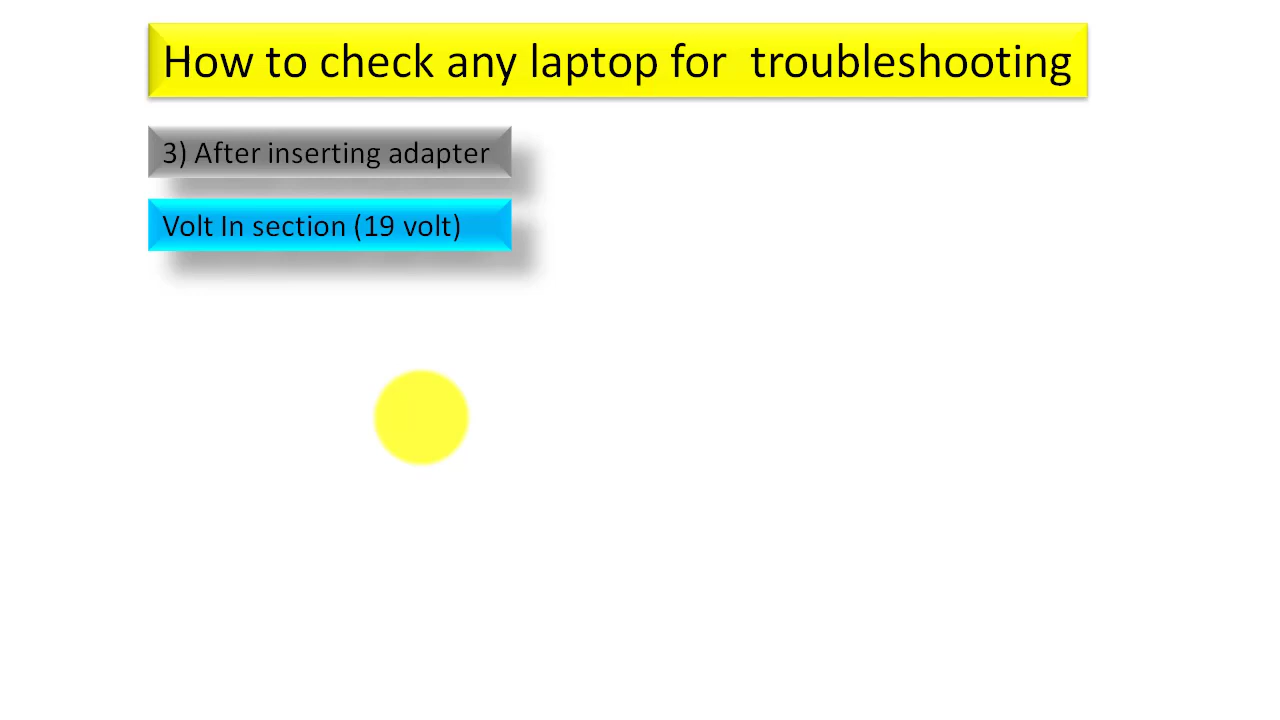 How to check any laptop for  troubleshooting
3) After inserting adapter
Volt In section (19 volt)